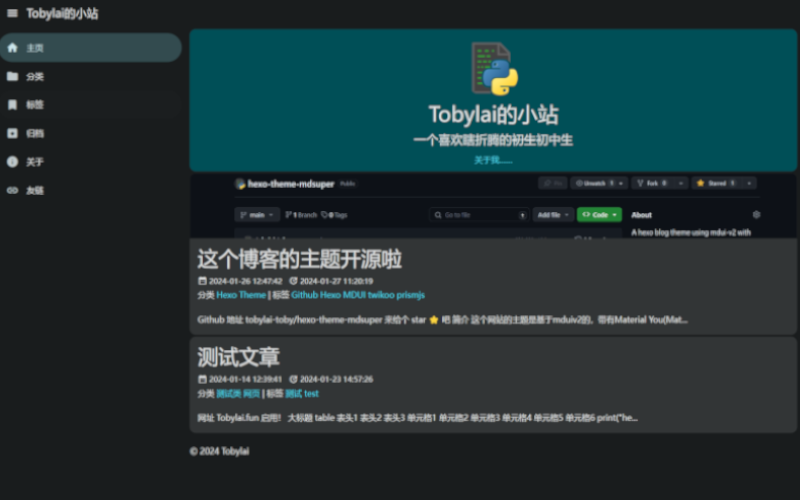 Tobylai的小站
主页
分类
标签
归档
关于
友链
Tobylai的小站
一个喜欢瞎折腾的初生初中生
关于我......
hexo-theme-mdsuper Public
Unwatch 1 Fork 0 Starred 1
main 1 Branch 0 Tags Go to file Add file Code About
A hexo blog theme using mdui-v2 with
这个博客的主题开源啦
2024-01-26 12:47:42 2024-01-27 11:20:19
分类 Hexo Theme | 标签 Github Hexo MDUI twikoo prismjs
Github 地址 tobylai-toby/hexo-theme-mdsuper 来给个 star ⭐ 吧 简介 这个网站的主题是基于mduiv2的，带有Material You(Mat...
测试文章
2024-01-14 12:39:41 2024-01-23 14:57:26
分类 测试类 网页 | 标签 测试 test
网址 Tobylai.fun 启用！ 大标题 table 表头1 表头2 表头3 单元格1 单元格2 单元格3 单元格4 单元格5 单元格6 print("he...
© 2024 Tobylai